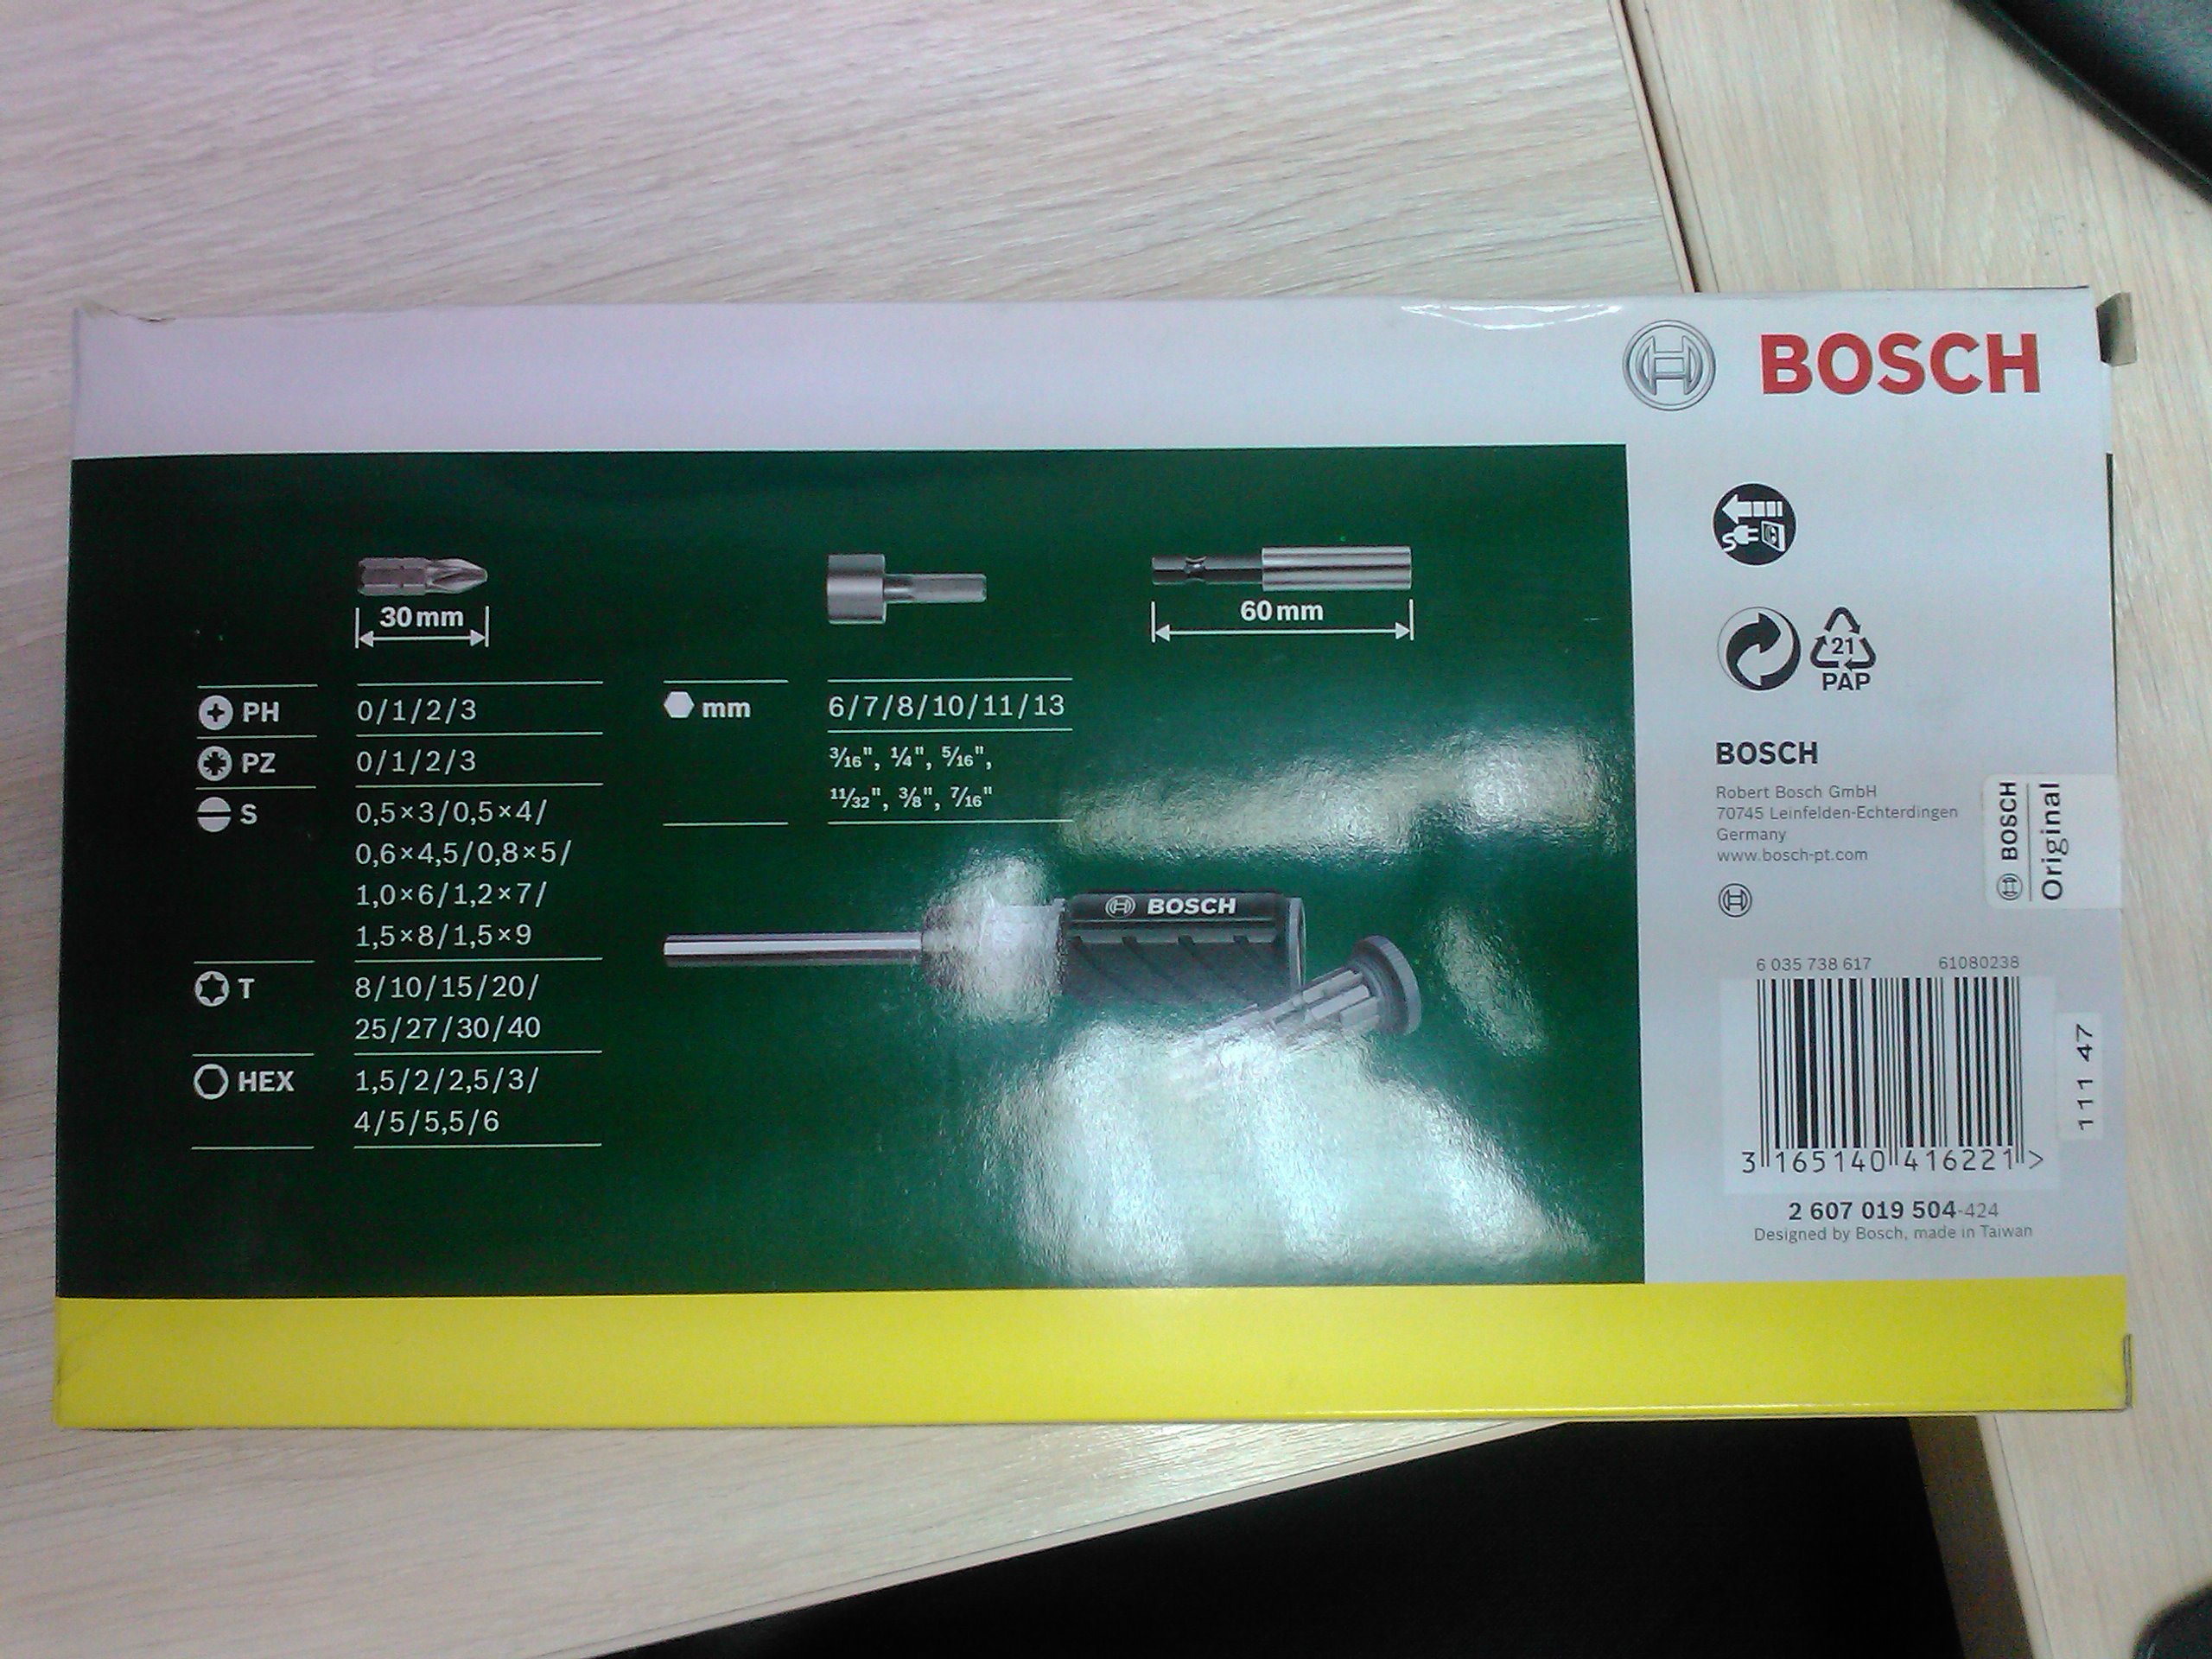 BOSCH
30 mm
60 mm
PH 0/1/2/3
PZ 0/1/2/3
S 0,5×3/0,5×4/
0,6×4,5/0,8×5/
1,0×6/1,2×7/
1,5×8/1,5×9
T 8/10/15/20/
25/27/30/40
HEX 1,5/2/2,5/3/
4/5/5,5/6
mm 6/7/8/10/11/13
3/16", 1/4", 5/16",
11/32", 3/8", 7/16"
BOSCH
21
PAP
BOSCH
Robert Bosch GmbH
70745 Leinfelden-Echterdingen
Germany
www.bosch-pt.com
BOSCH
Original
6 035 738 617 61080238
3 165140 416221 >
111 47
2 607 019 504-424
Designed by Bosch, made in Taiwan